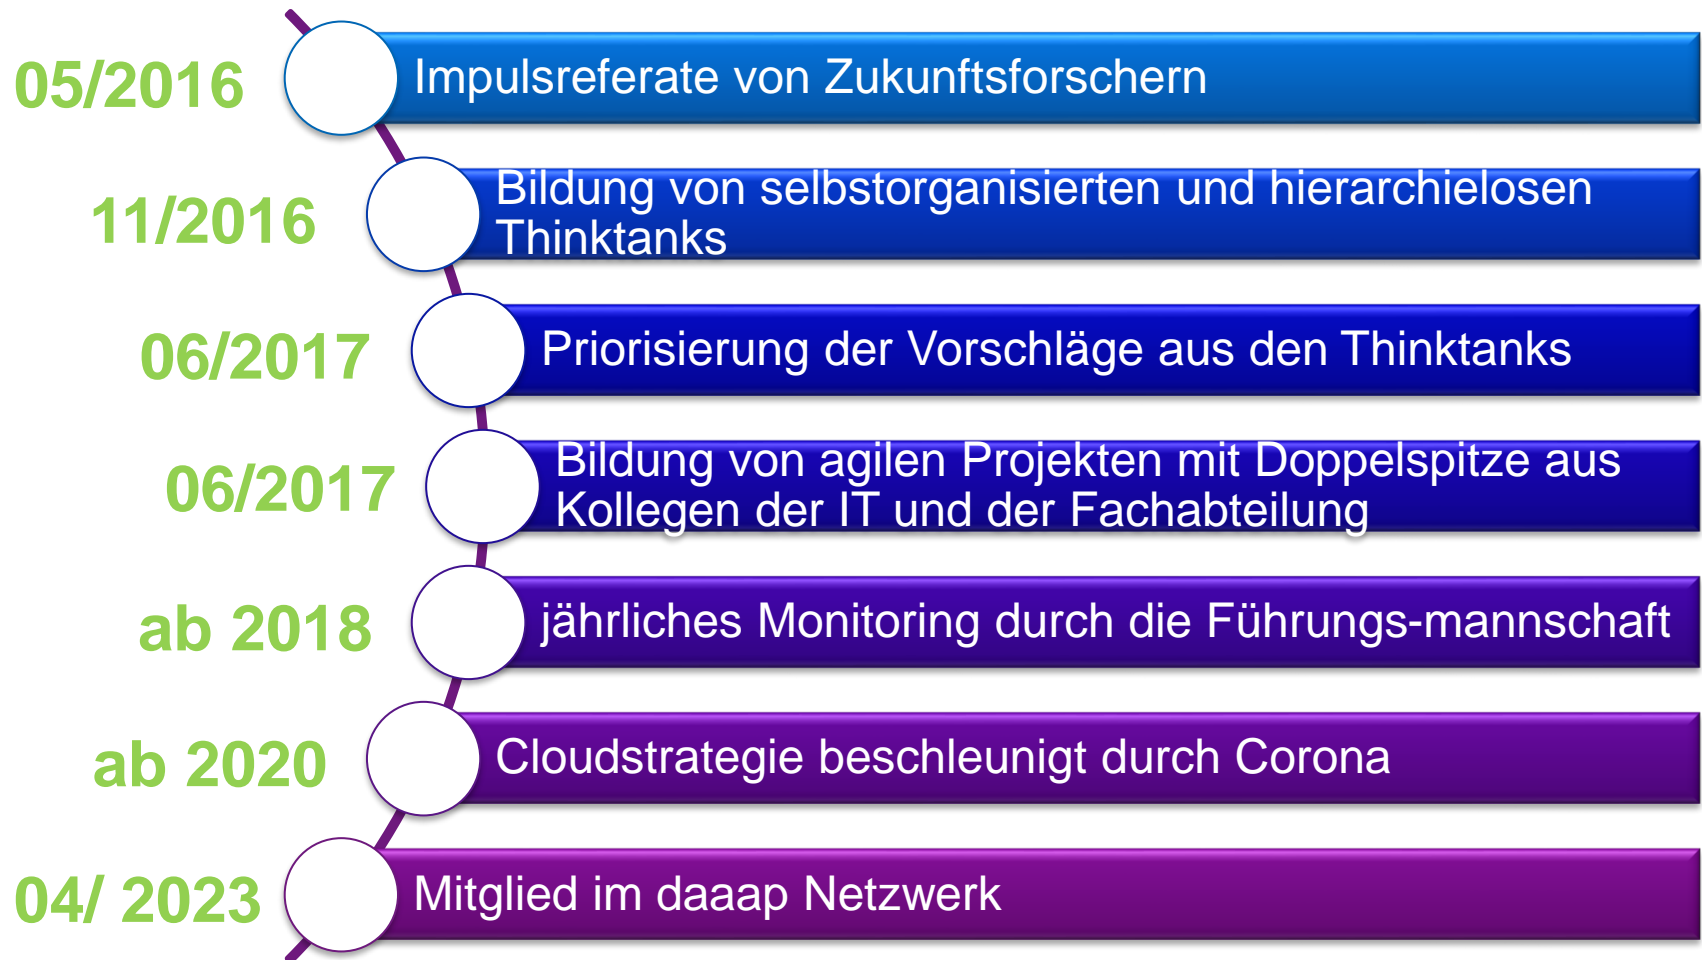 05/2016
Impulsreferate von Zukunftsforschern
11/2016
Bildung von selbstorganisierten und hierarchielosen
Thinktanks
06/2017
Priorisierung der Vorschläge aus den Thinktanks
06/2017
Bildung von agilen Projekten mit Doppelspitze aus
Kollegen der IT und der Fachabteilung
ab 2018
jährliches Monitoring durch die Führungs-mannschaft
ab 2020
Cloudstrategie beschleunigt durch Corona
04/ 2023
Mitglied im daaap Netzwerk